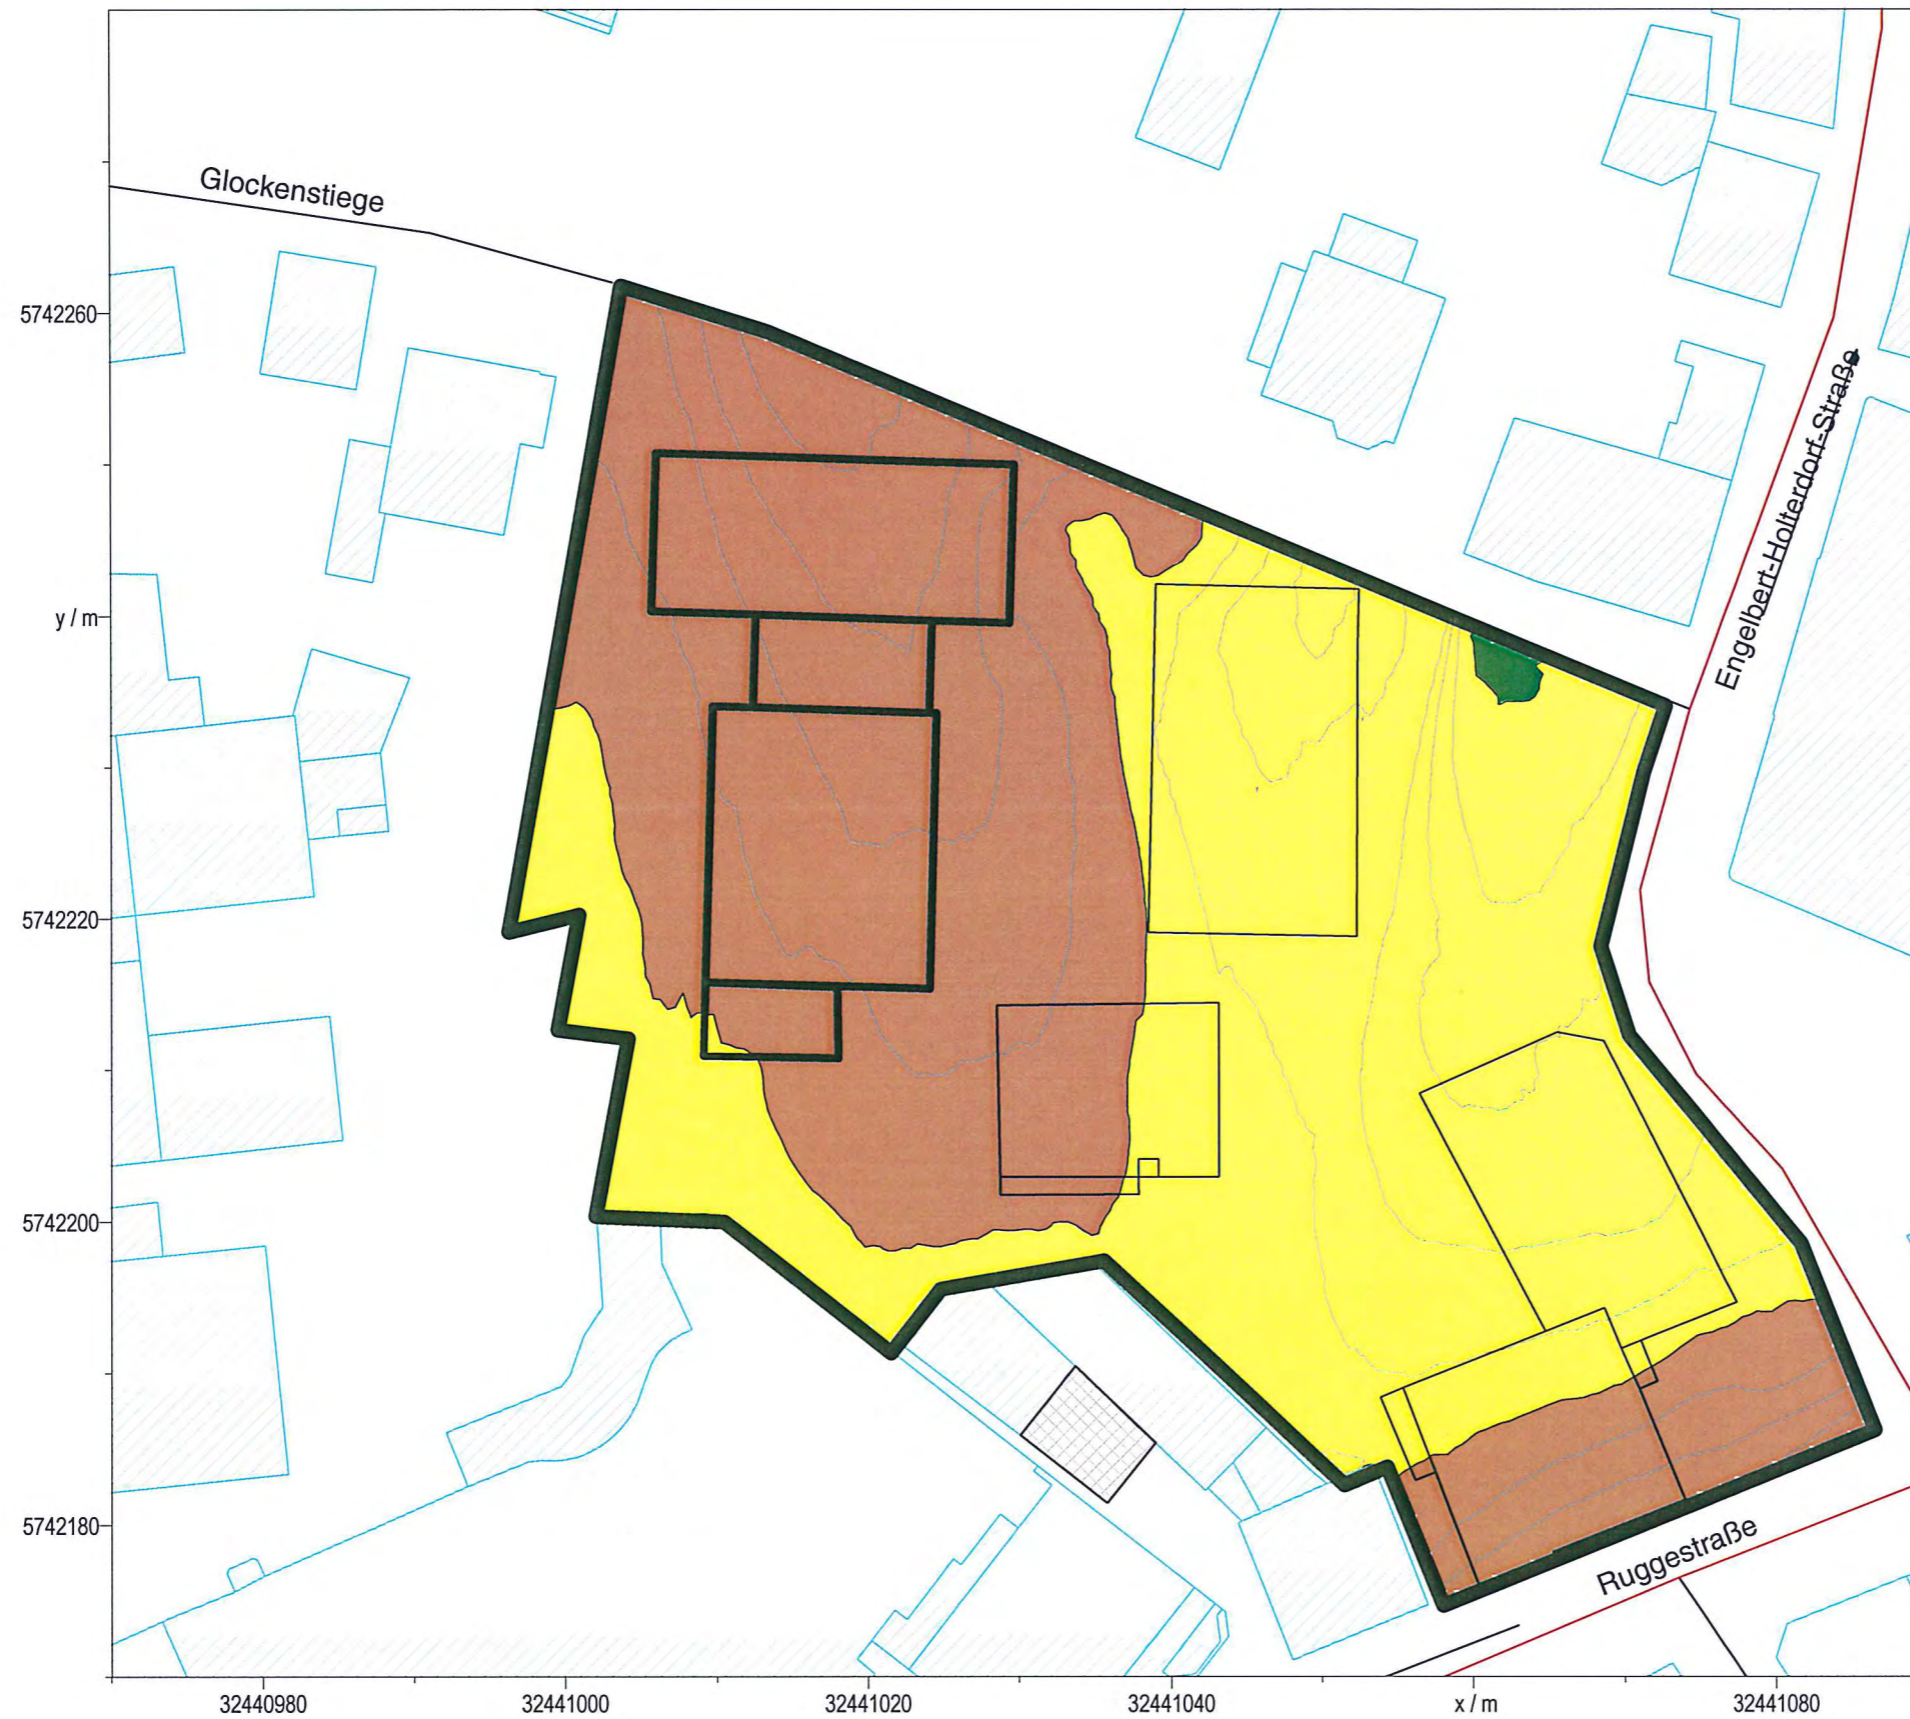 Glockenstiege
5742260
Engelbert-Holterdorf-Straße
y / m
5742220
5742200
5742180
Ruggestraße
32440980
32441000
32441020
32441040
x / m
32441080